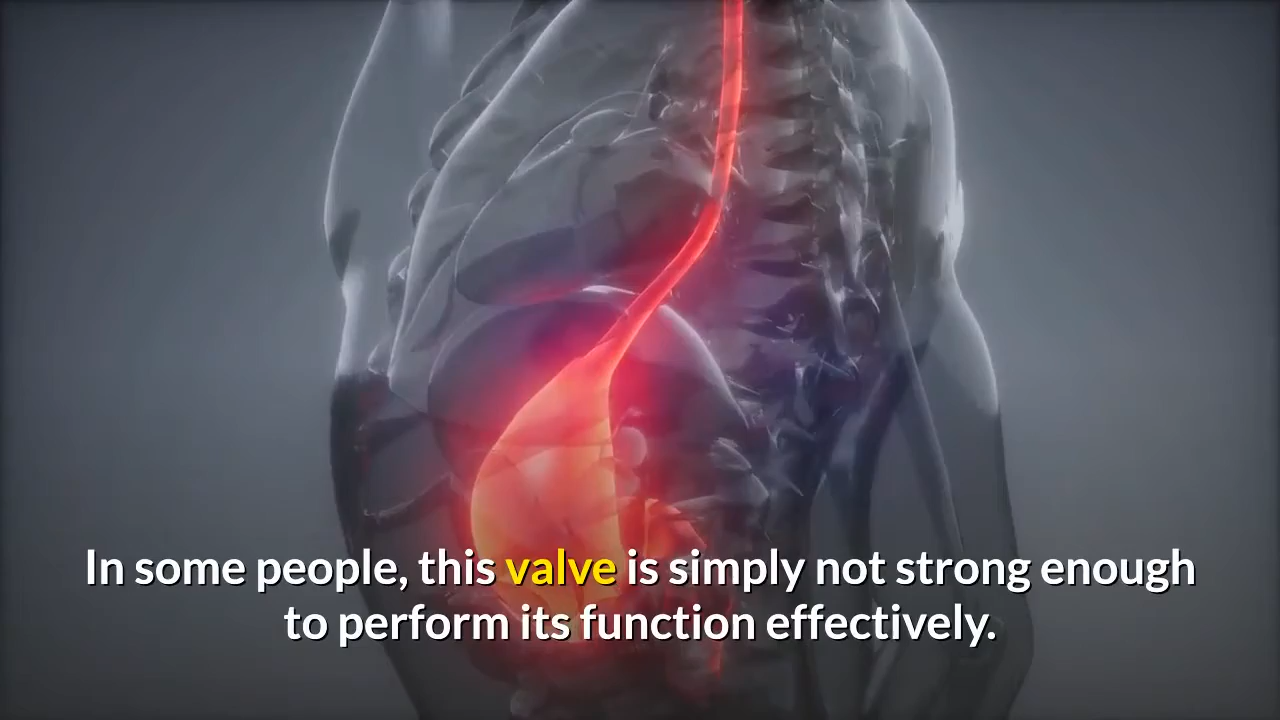 In some people, this valve is simply not strong enough
to perform its function effectively.